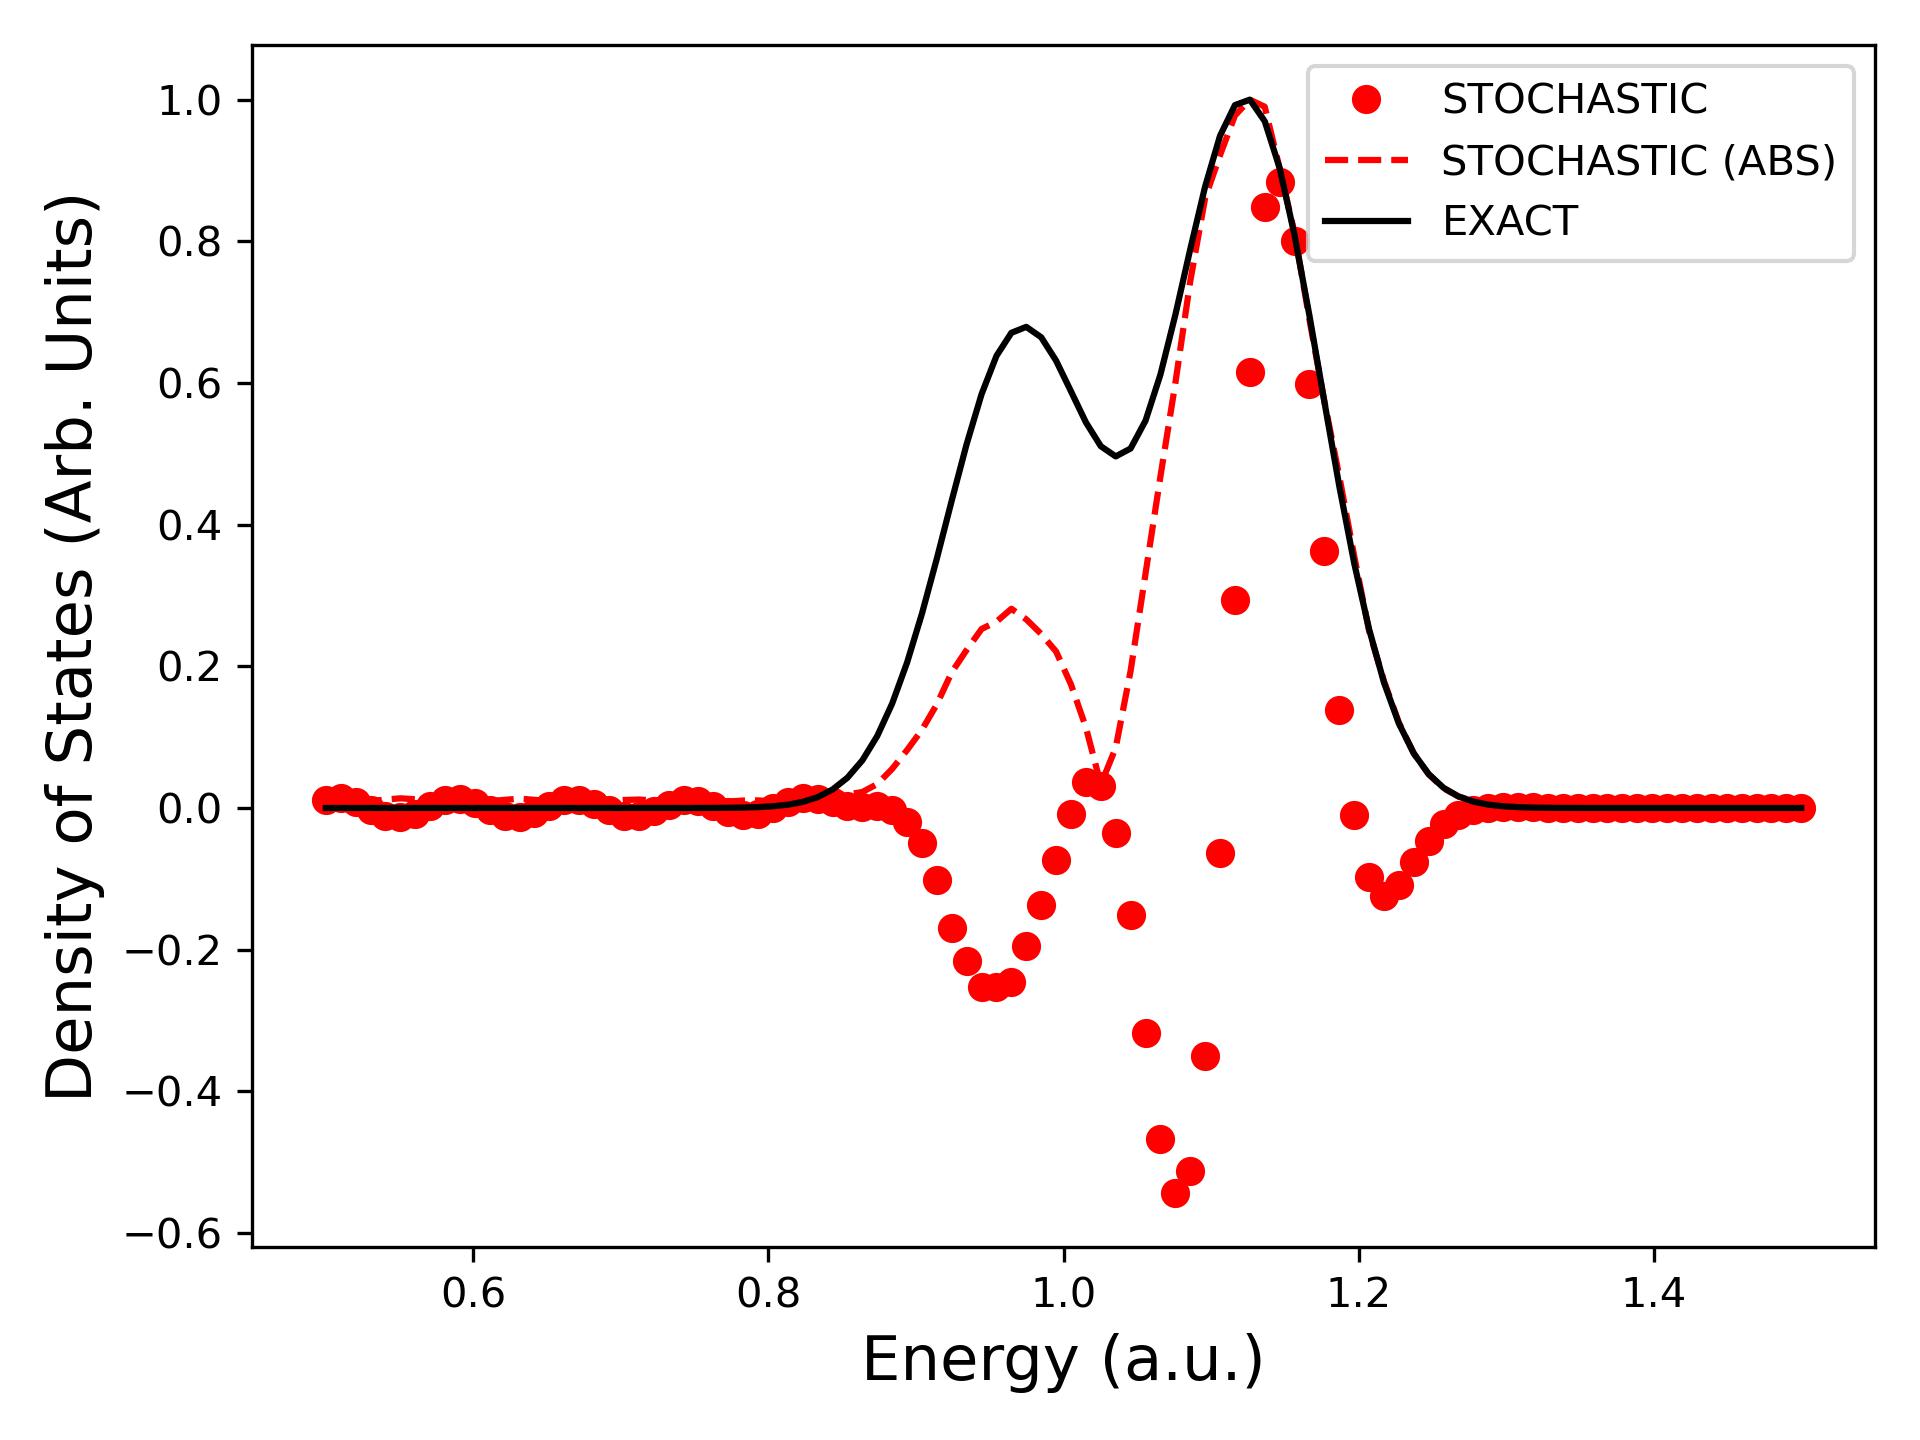 STOCHASTIC
STOCHASTIC (ABS)
EXACT
Density of States (Arb. Units)
1.0
0.8
0.6
0.4
0.2
0.0
−0.2
−0.4
−0.6
0.6 0.8 1.0 1.2 1.4
Energy (a.u.)